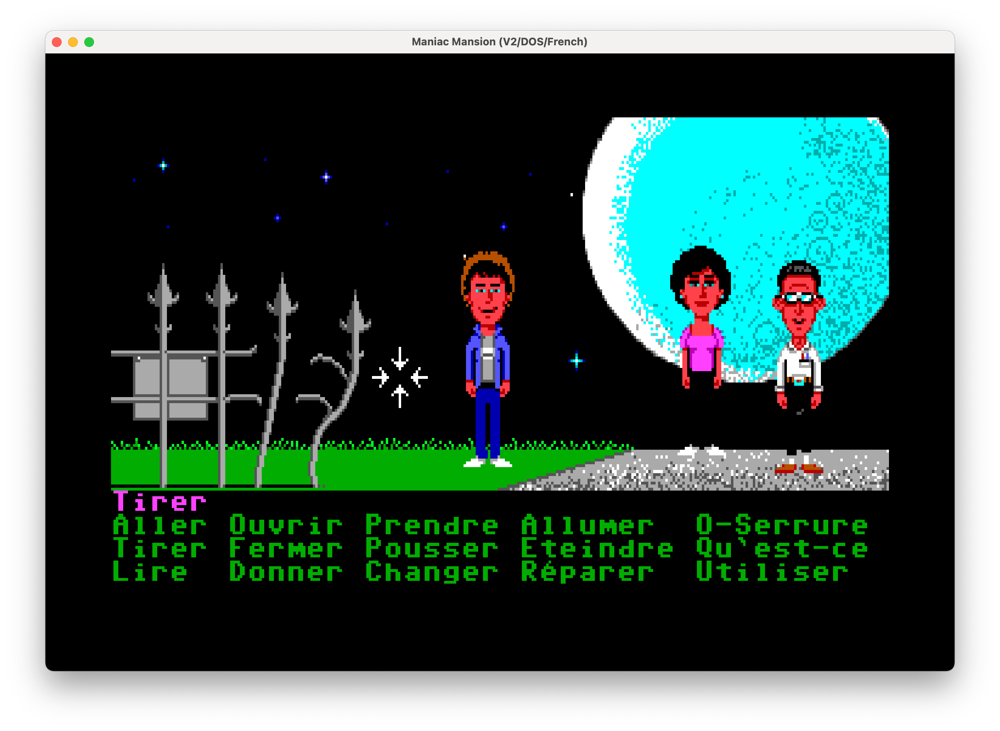 Maniac Mansion (V2/DOS/French)
Tirer
Aller Ouvrir Prendre Allumer O-Serrure
Tirer Fermer Pousser Eteindre Qu`est-ce
Lire Donner Changer Réparer Utiliser